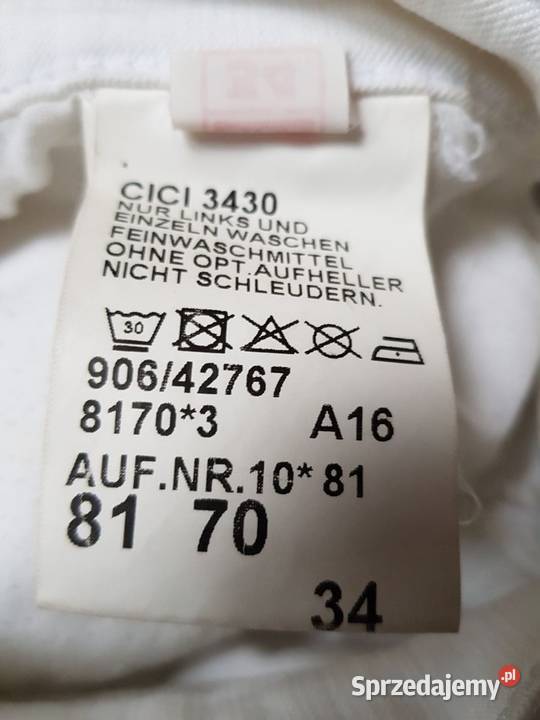 CICI 3430
NUR LINKS UND
EINZELN WASCHEN
FEINWASCHMITTEL
OHNE OPT.AUFHELLER
NICHT SCHLEUDERN.
30
906/42767
8170*3 A16
AUF.NR.10* 81
81 70
34
Sprzedajemy.pl